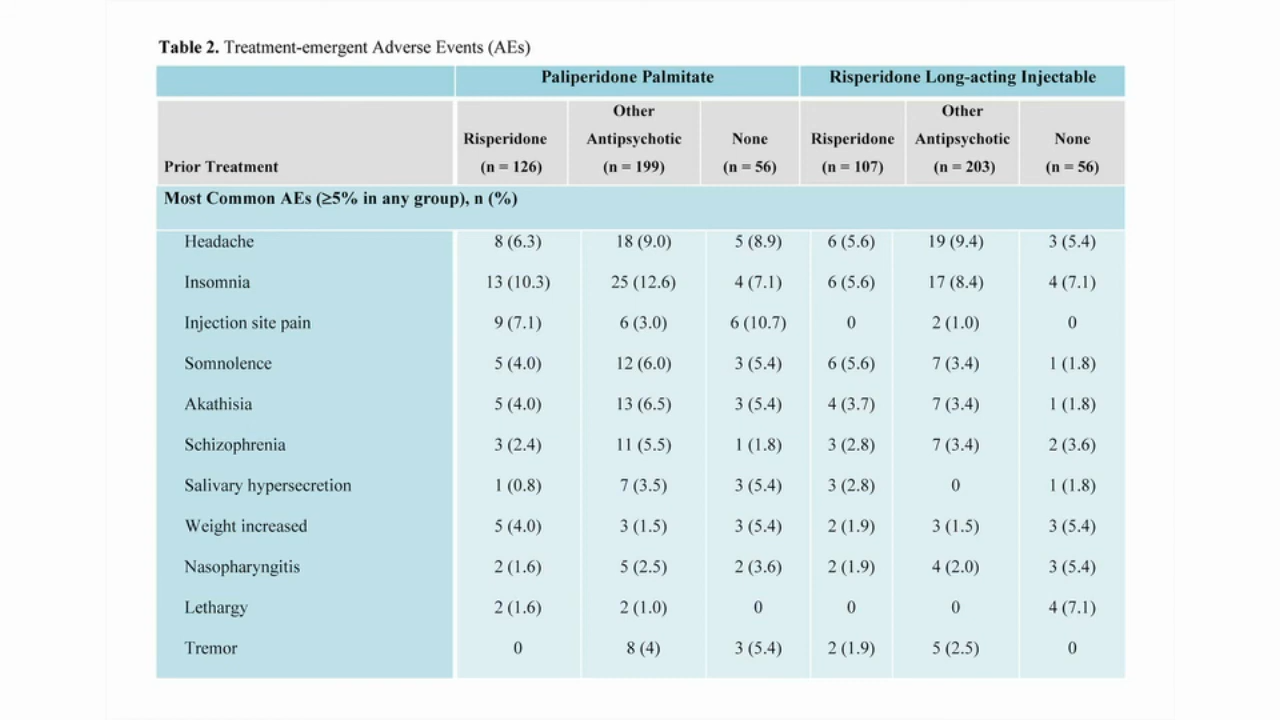 Table 2. Treatment-emergent Adverse Events (AEs)
Paliperidone Palmitate Risperidone Long-acting Injectable
Prior Treatment Risperidone (n = 126) Other Antipsychotic (n = 199) None (n = 56) Risperidone (n = 107) Other Antipsychotic (n = 203) None (n = 56)
Most Common AEs (≥5% in any group), n (%)
Headache 8 (6.3) 18 (9.0) 5 (8.9) 6 (5.6) 19 (9.4) 3 (5.4)
Insomnia 13 (10.3) 25 (12.6) 4 (7.1) 6 (5.6) 17 (8.4) 4 (7.1)
Injection site pain 9 (7.1) 6 (3.0) 6 (10.7) 0 2 (1.0) 0
Somnolence 5 (4.0) 12 (6.0) 3 (5.4) 6 (5.6) 7 (3.4) 1 (1.8)
Akathisia 5 (4.0) 13 (6.5) 3 (5.4) 4 (3.7) 7 (3.4) 1 (1.8)
Schizophrenia 3 (2.4) 11 (5.5) 1 (1.8) 3 (2.8) 7 (3.4) 2 (3.6)
Salivary hypersecretion 1 (0.8) 7 (3.5) 3 (5.4) 3 (2.8) 0 1 (1.8)
Weight increased 5 (4.0) 3 (1.5) 3 (5.4) 2 (1.9) 3 (1.5) 3 (5.4)
Nasopharyngitis 2 (1.6) 5 (2.5) 2 (3.6) 2 (1.9) 4 (2.0) 3 (5.4)
Lethargy 2 (1.6) 2 (1.0) 0 0 0 4 (7.1)
Tremor 0 8 (4) 3 (5.4) 2 (1.9) 5 (2.5) 0